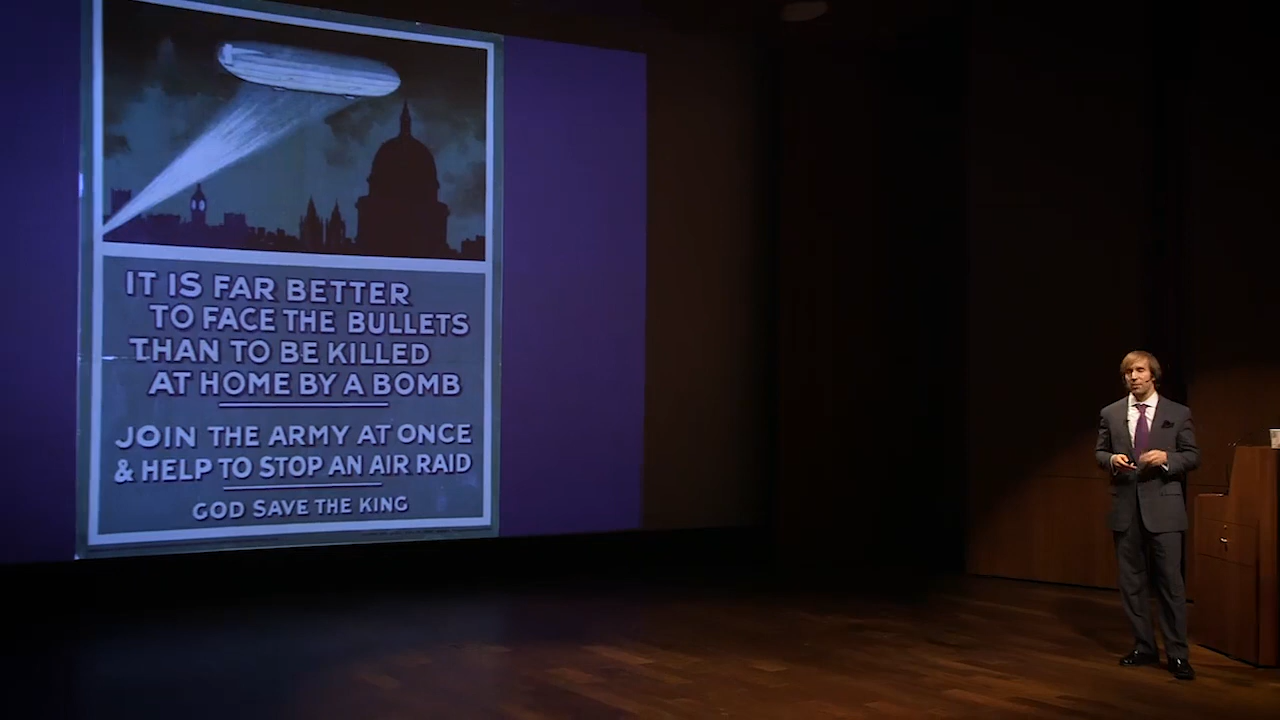 IT IS FAR BETTER
TO FACE THE BULLETS
THAN TO BE KILLED
AT HOME BY A BOMB
JOIN THE ARMY AT ONCE
& HELP TO STOP AN AIR RAID
GOD SAVE THE KING